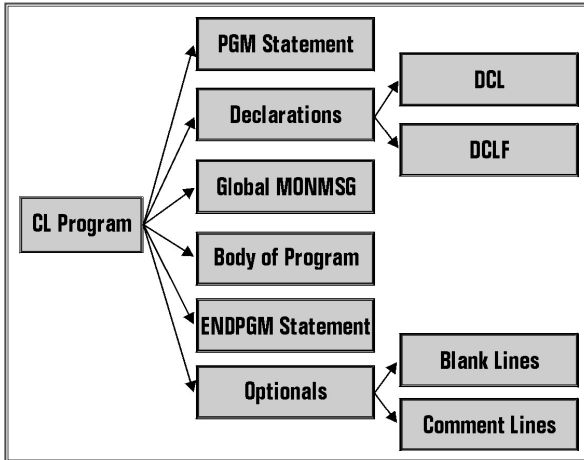 PGM Statement
DCL
Declarations
DCLF
Global MONMSG
CL Program
Body of Program
ENDPGM Statement
Blank Lines
Optionals
Comment Lines